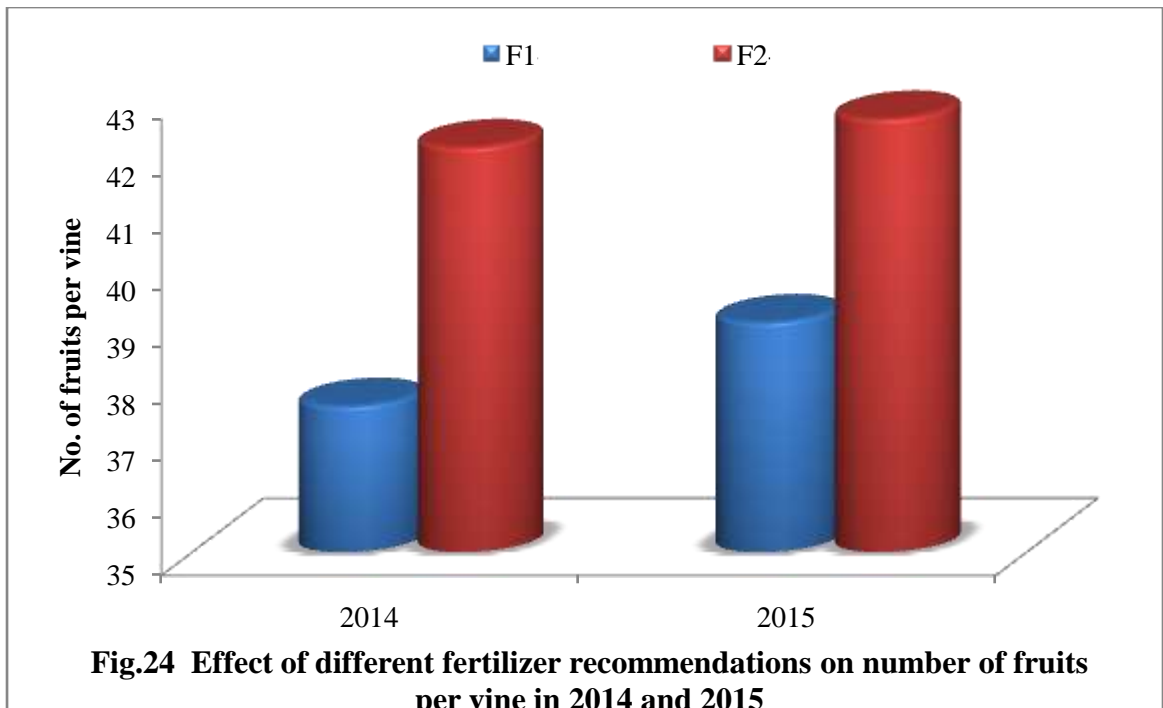 F1 F2
43
42
41
40
39
38
37
36
35
No. of fruits per vine
2014 2015
Fig.24 Effect of different fertilizer recommendations on number of fruits
per vine in 2014 and 2015